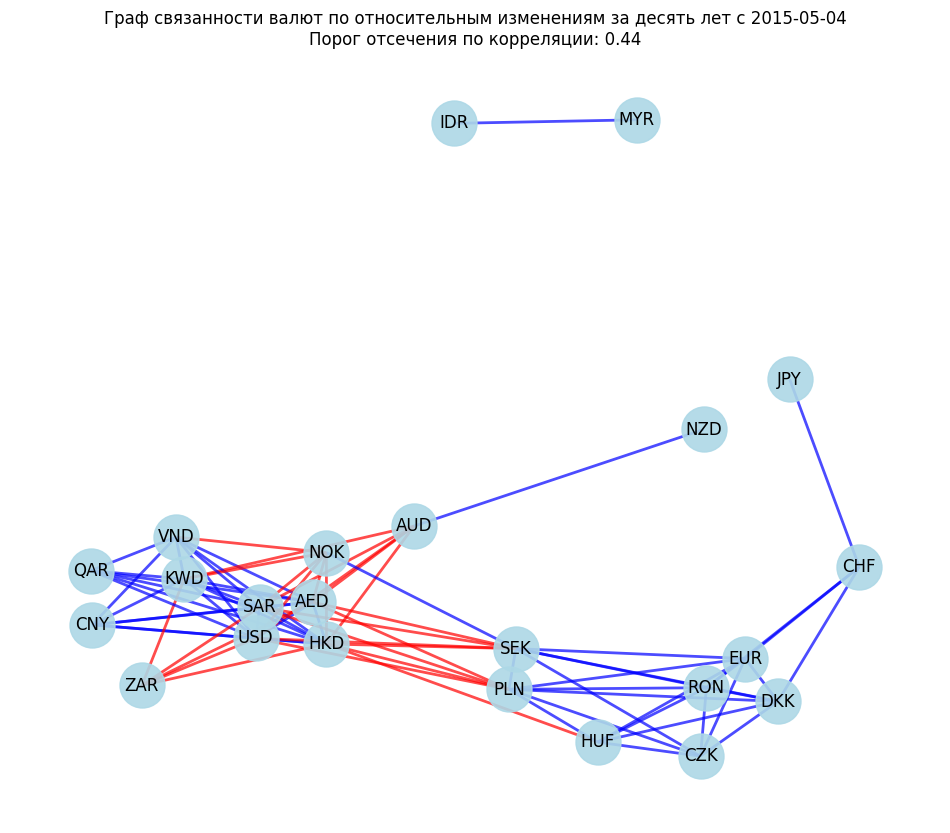 Граф связанности валют по относительным изменениям за десять лет с 2015-05-04
Порог отсечения по корреляции: 0.44
IDR
MYR
JPY
NZD
AUD
VND
NOK
CHF
QAR
KWD
AED
SAR
CNY
USD
HKD
SEK
EUR
ZAR
PLN
RON
DKK
HUF
CZK